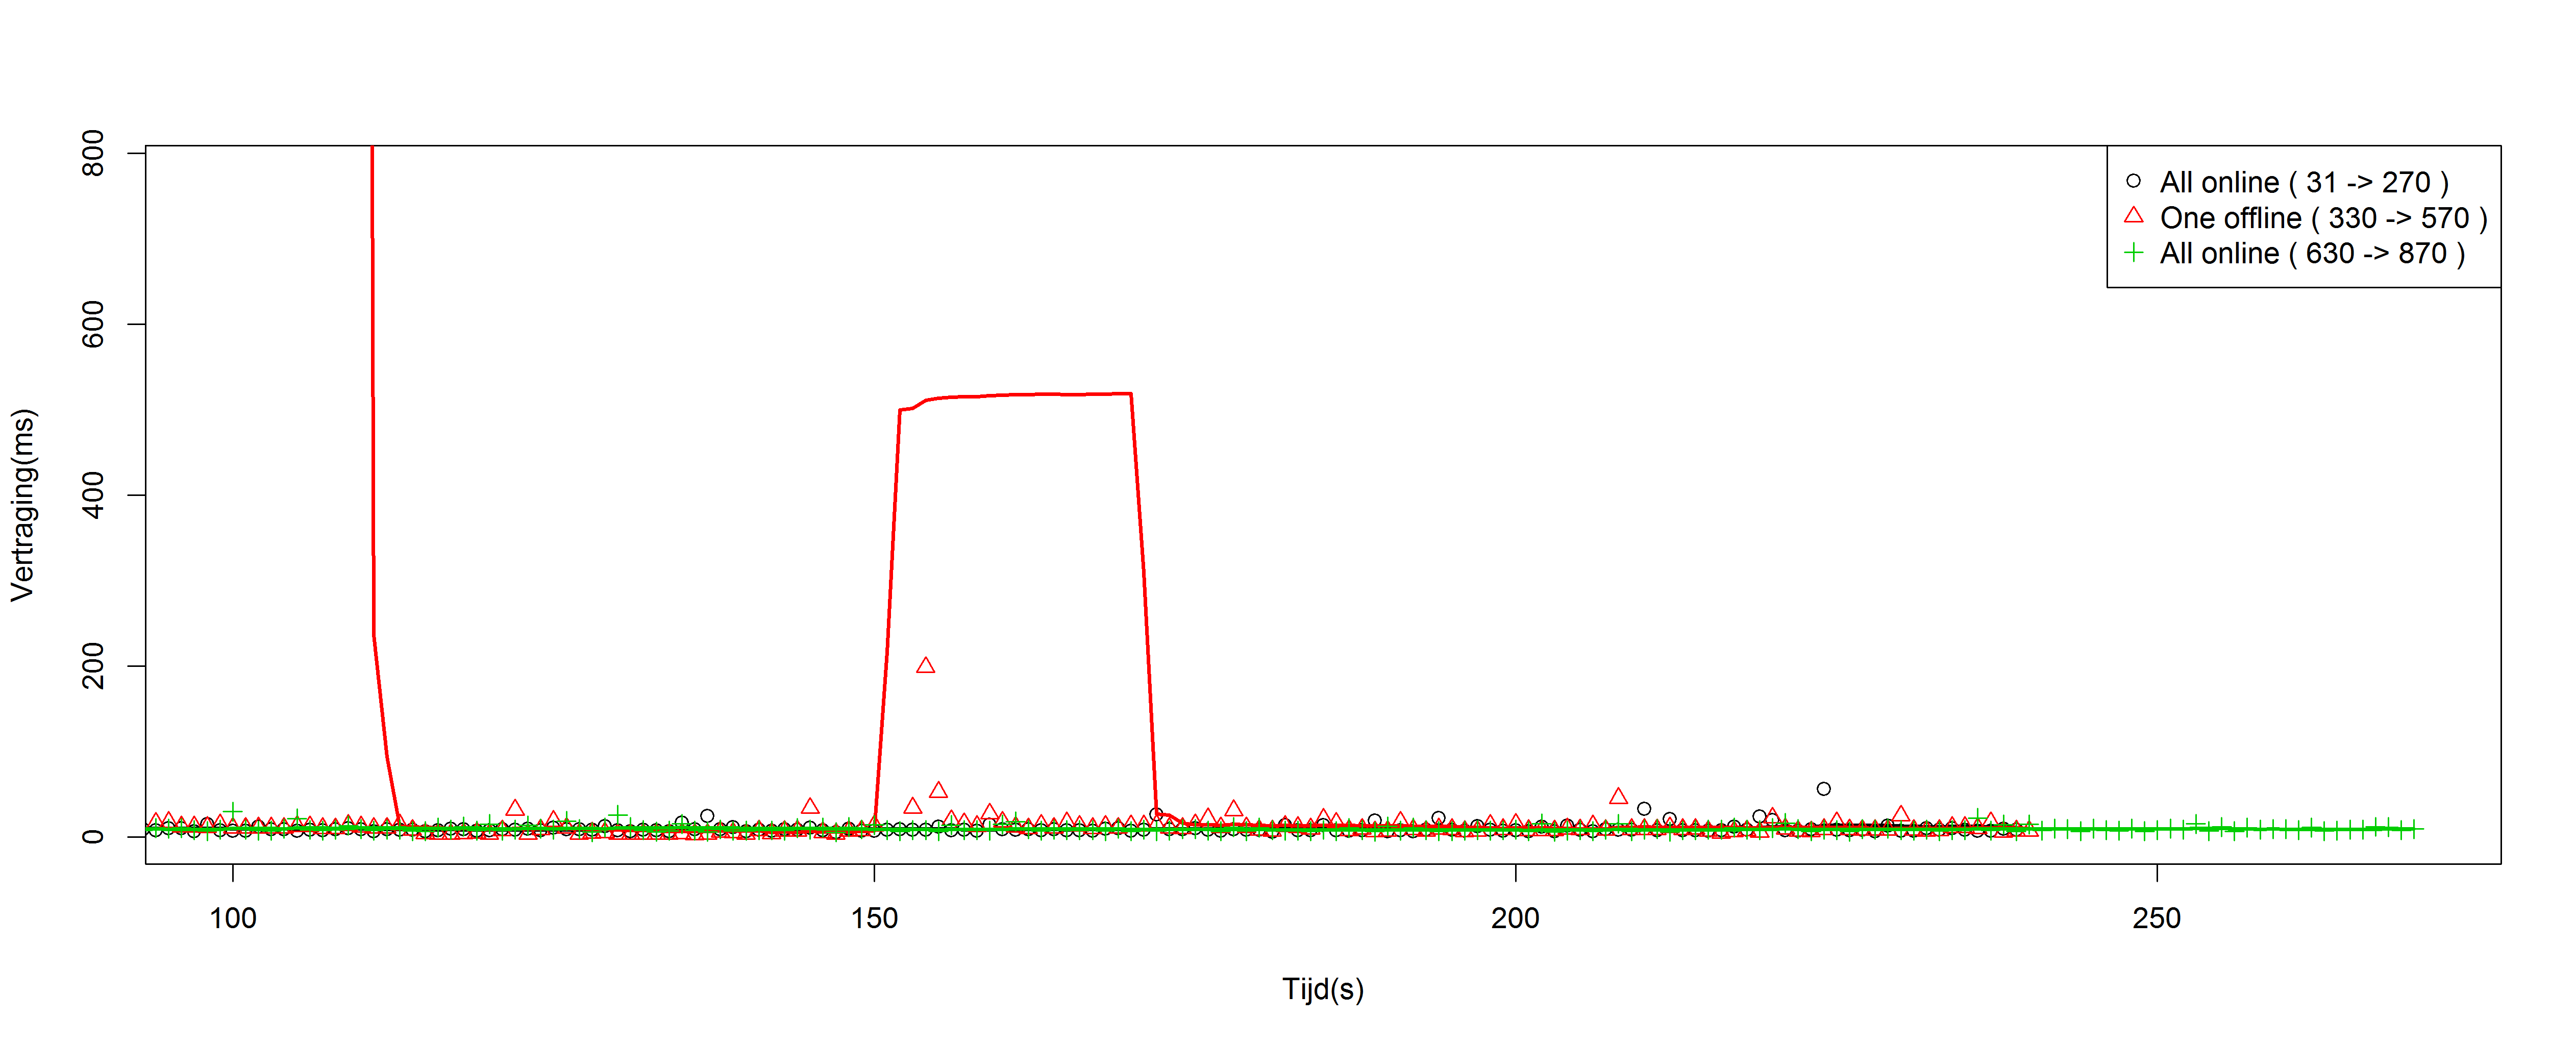 Vertraging(ms)
800
600
400
200
0
All online ( 31 -> 270 )
One offline ( 330 -> 570 )
All online ( 630 -> 870 )
100 150 200 250
Tijd(s)